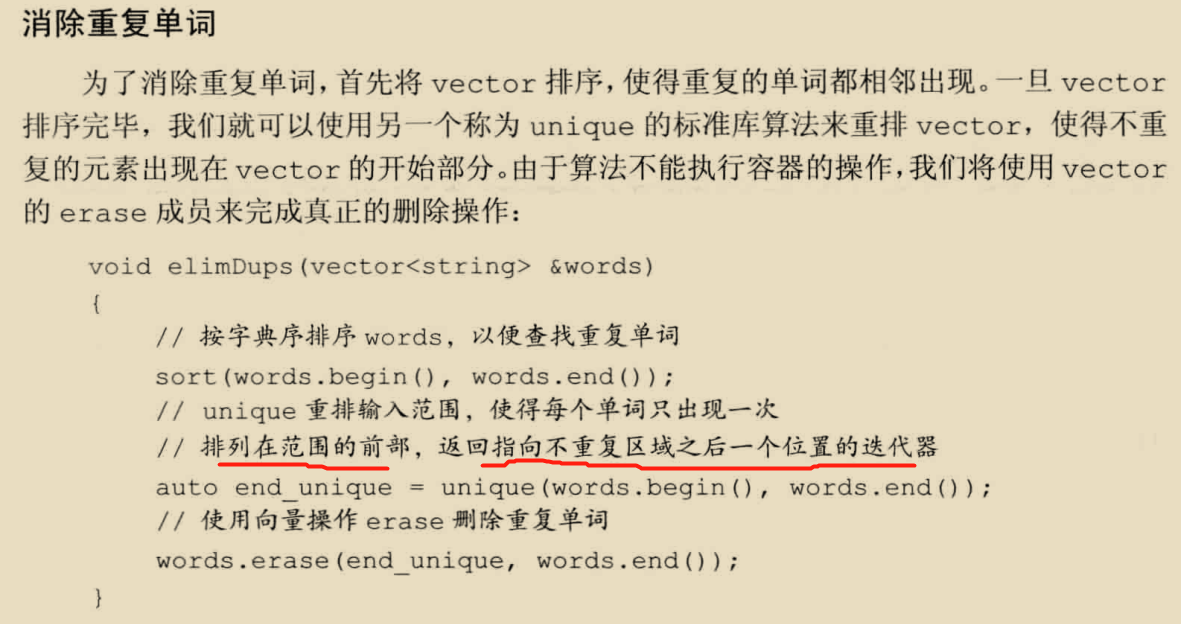 消除重复单词
为了消除重复单词，首先将 vector 排序，使得重复的单词都相邻出现。一旦 vector
排序完毕，我们就可以使用另一个称为 unique 的标准库算法来重排 vector，使得不重
复的元素出现在 vector 的开始部分。由于算法不能执行容器的操作，我们将使用 vector
的 erase 成员来完成真正的删除操作：
void elimDups(vector<string> &words)
{
// 按字典序排序 words，以便查找重复单词
sort(words.begin(), words.end());
// unique 重排输入范围，使得每个单词只出现一次
// 排列在范围的前部，返回指向不重复区域之后一个位置的迭代器
auto end_unique = unique(words.begin(), words.end());
// 使用向量操作 erase 删除重复单词
words.erase(end_unique, words.end());
}